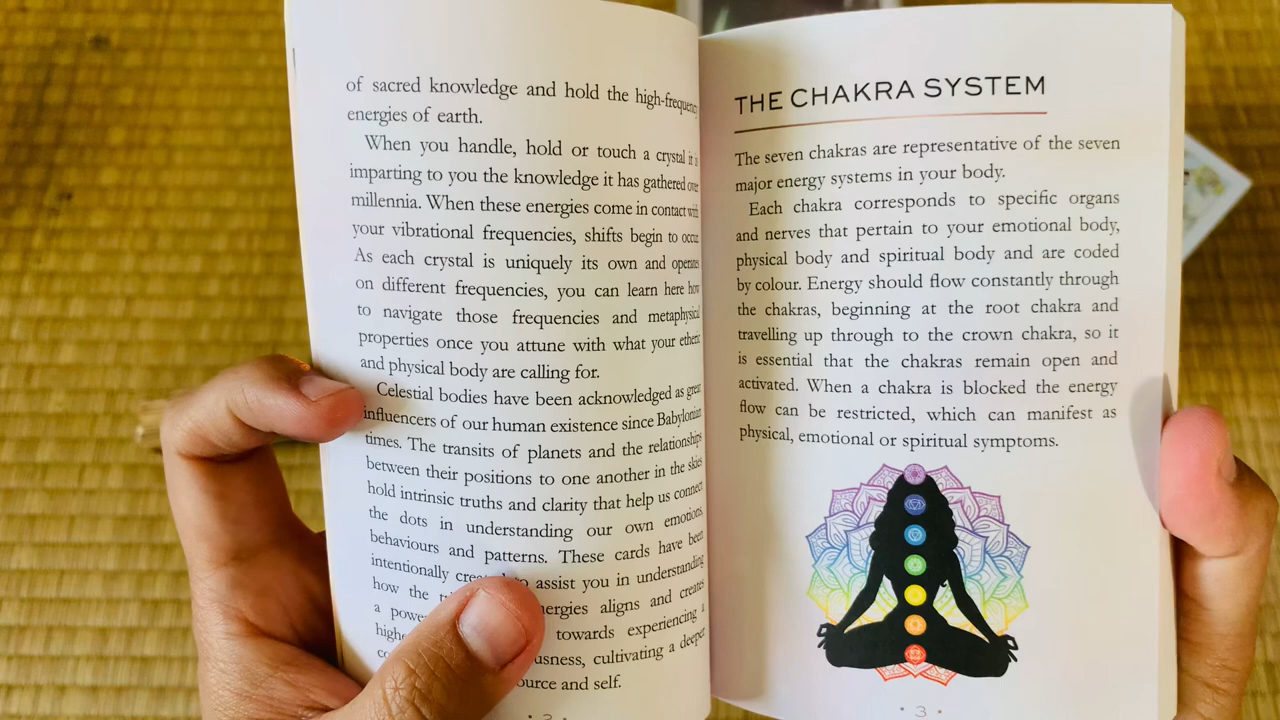 of sacred knowledge and hold the high-frequency
energies of earth.
When you handle, hold or touch a crystal it is
imparting to you the knowledge it has gathered over
millennia. When these energies come in contact with
your vibrational frequencies, shifts begin to occur.
As each crystal is uniquely its own and operates
on different frequencies, you can learn here how
to navigate those frequencies and metaphysical
properties once you attune with what your etheric
and physical body are calling for.
Celestial bodies have been acknowledged as great
influencers of our human existence since Babylonian
times. The transits of planets and the relationships
between their positions to one another in the skies
hold intrinsic truths and clarity that help us connect
the dots in understanding our own emotions,
behaviours and patterns. These cards have been
intentionally assist you in understanding
how the energies aligns and creates
a towards experiencing a
cultivating a deeper
and self.
• 2 •
THE CHAKRA SYSTEM
The seven chakras are representative of the seven
major energy systems in your body.
Each chakra corresponds to specific organs
and nerves that pertain to your emotional body,
physical body and spiritual body and are coded
by colour. Energy should flow constantly through
the chakras, beginning at the root chakra and
travelling up through to the crown chakra, so it
is essential that the chakras remain open and
activated. When a chakra is blocked the energy
flow can be restricted, which can manifest as
physical, emotional or spiritual symptoms.
• 3 •